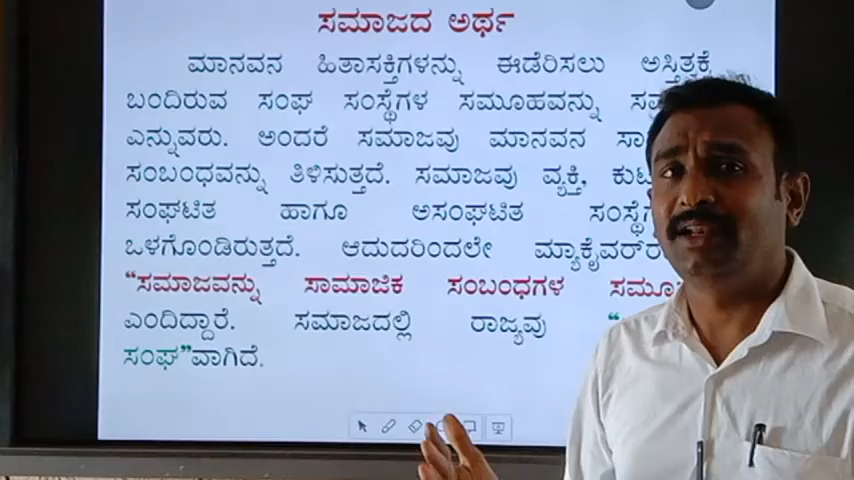 ಸಮಾಜದ ಅರ್ಥ
ಮಾನವನ ಹಿತಾಸಕ್ತಿಗಳನ್ನು ಈಡೆರಿಸಲು ಅಸ್ತಿತ್ವಕ್ಕೆ
ಬಂದಿರುವ ಸಂಘ ಸಂಸ್ಥೆಗಳ ಸಮೂಹವನ್ನು
ಎನ್ನುವರು. ಅಂದರೆ ಸಮಾಜವು ಮಾನವನ
ಸಂಬಂಧವನ್ನು ತಿಳಿಸುತ್ತದೆ. ಸಮಾಜವು ವ್ಯಕ್ತಿ,
ಸಂಘಟಿತ ಹಾಗೂ ಅಸಂಘಟಿತ
ಒಳಗೊಂಡಿರುತ್ತದೆ. ಆದುದರಿಂದಲೇ
“ಸಮಾಜವನ್ನು ಸಾಮಾಜಿಕ ಸಂಬಂಧಗಳ
ಎಂದಿದ್ದಾರೆ. ಸಮಾಜದಲ್ಲಿ ರಾಜ್ಯವು
ಸಂಘ”ವಾಗಿದೆ.